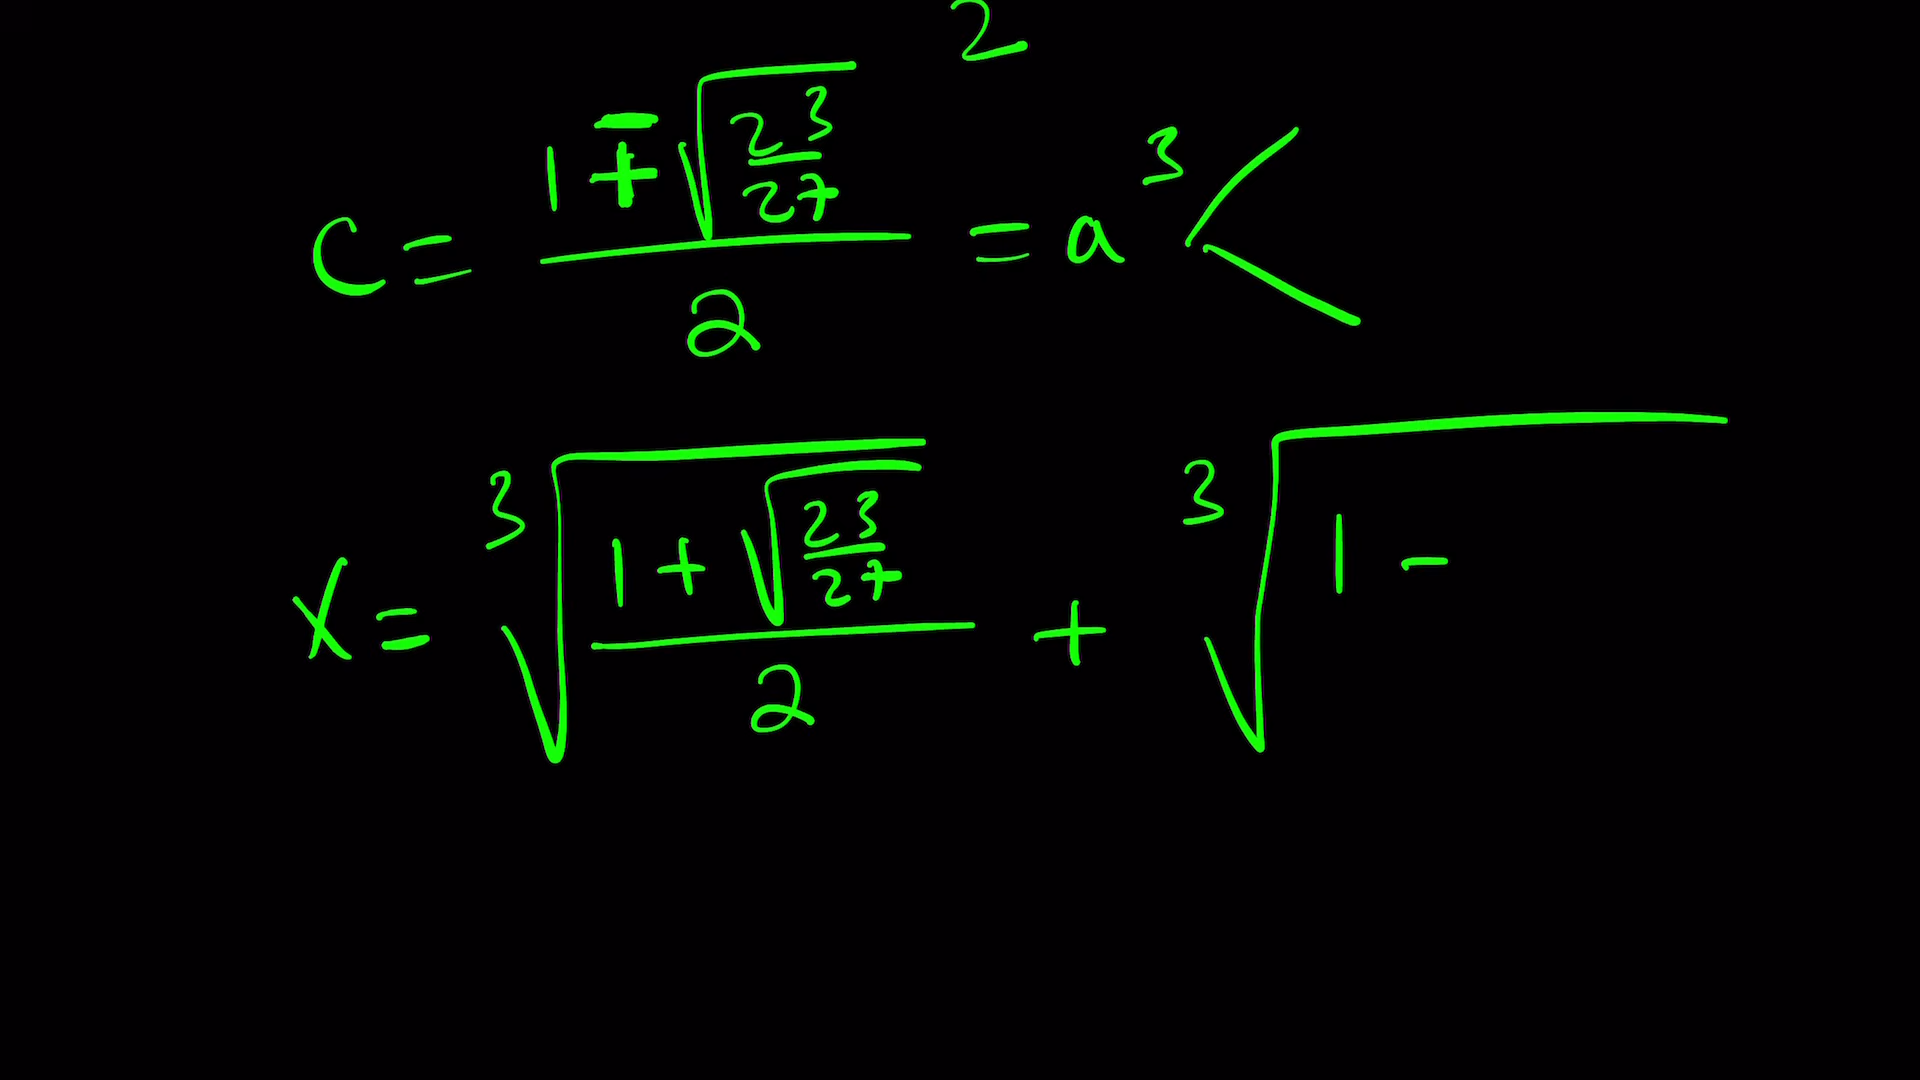 2
C = (1 ∓ √(23/27)) / 2 = a³
X = ∛((1 + √(23/27)) / 2) + ∛(1 −